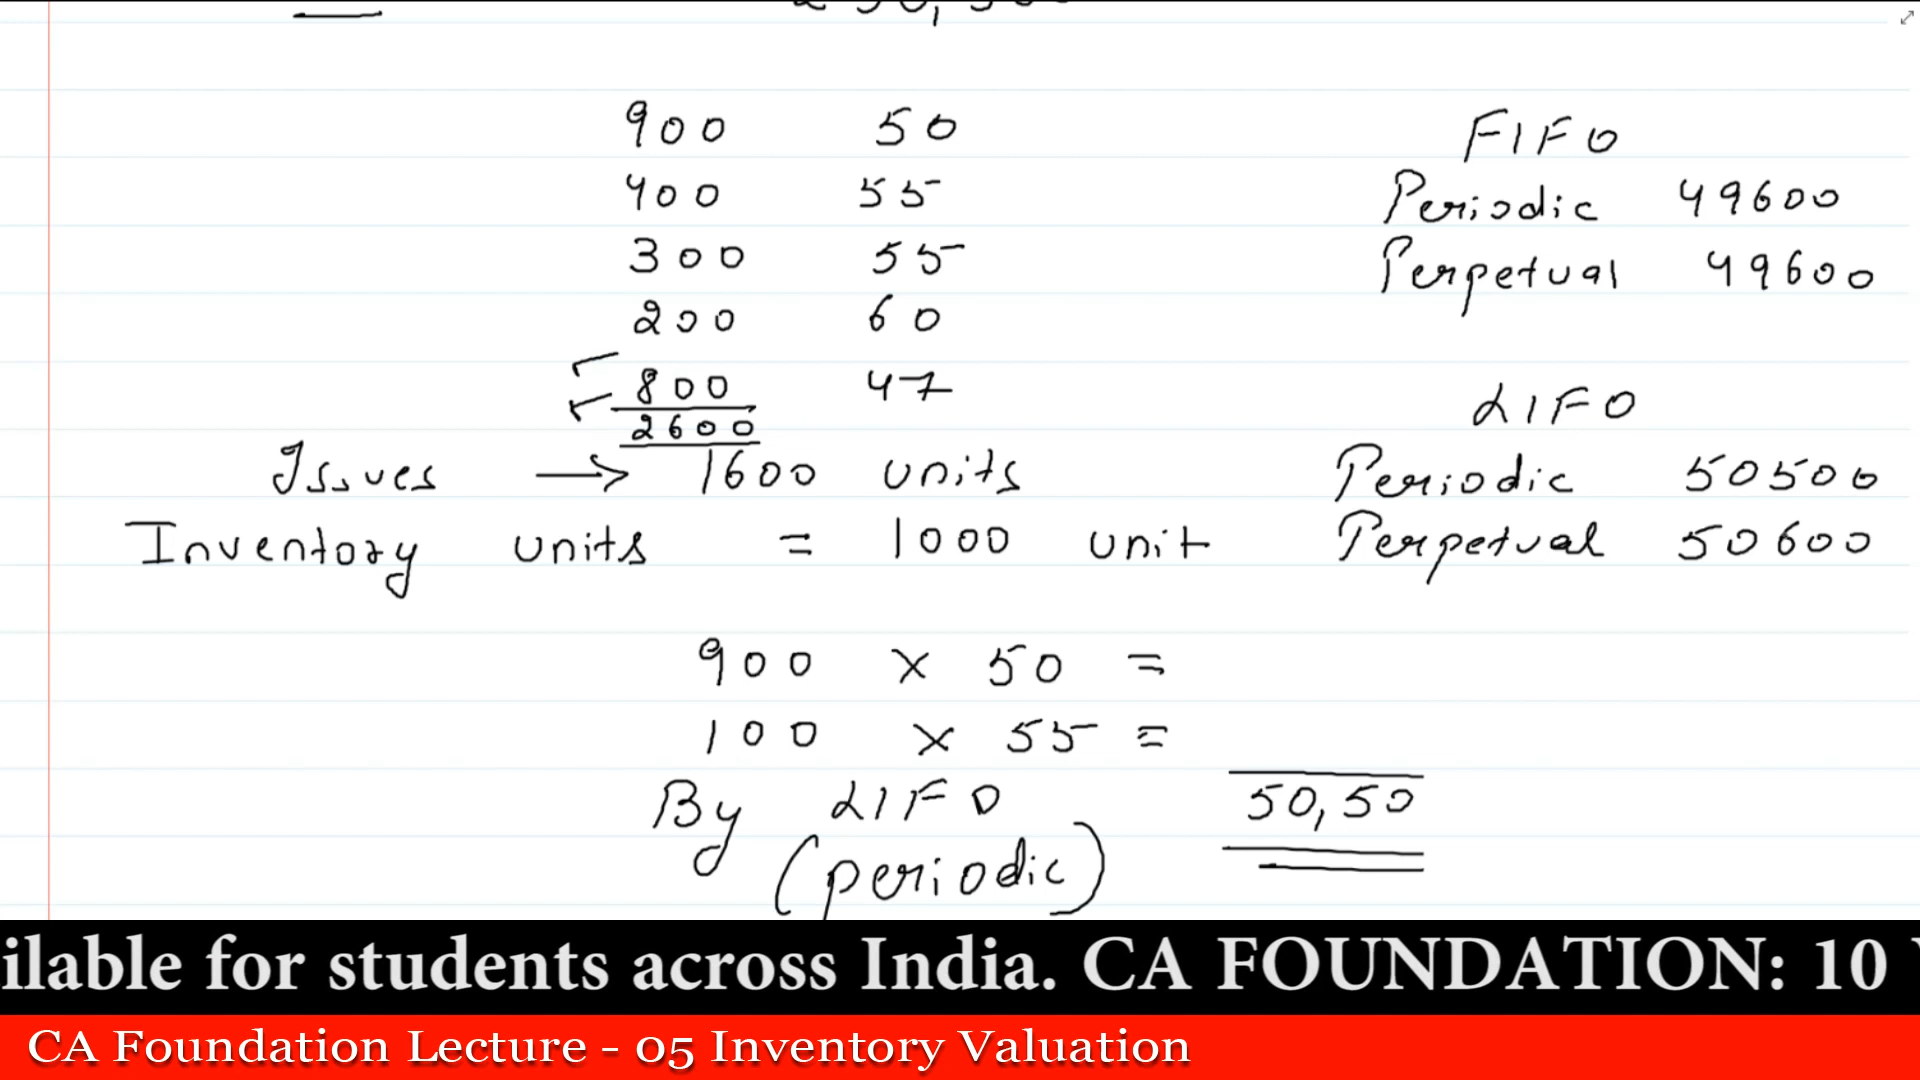 900 50
400 55
300 55
200 60
800 47
2600
Issues → 1600 units
Inventory units = 1000 unit
FIFO
Periodic 49600
Perpetual 49600
LIFO
Periodic 50500
Perpetual 50600
900 × 50 =
100 × 55 =
By LIFO 50,50
(periodic)
ilable for students across India. CA FOUNDATION: 10
CA Foundation Lecture - 05 Inventory Valuation